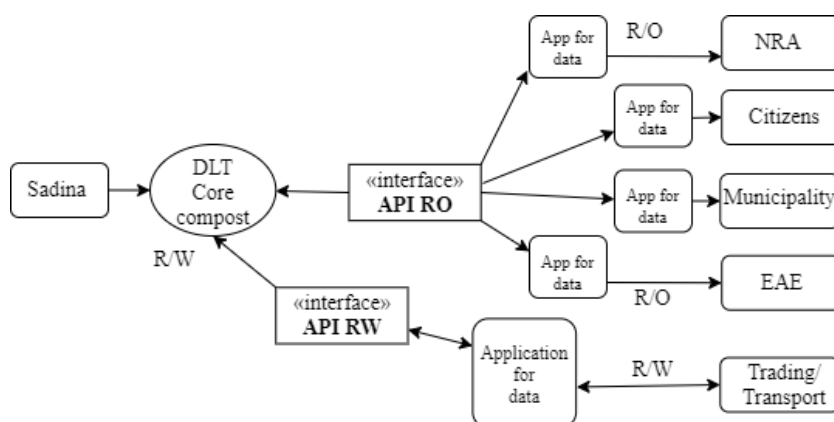 App for
data
R/O
NRA
App for
data
Citizens
Sadina
DLT
Core
compost
«interface»
API RO
App for
data
Municipality
R/W
App for
data
R/O
EAE
«interface»
API RW
Application
for
data
R/W
Trading/
Transport